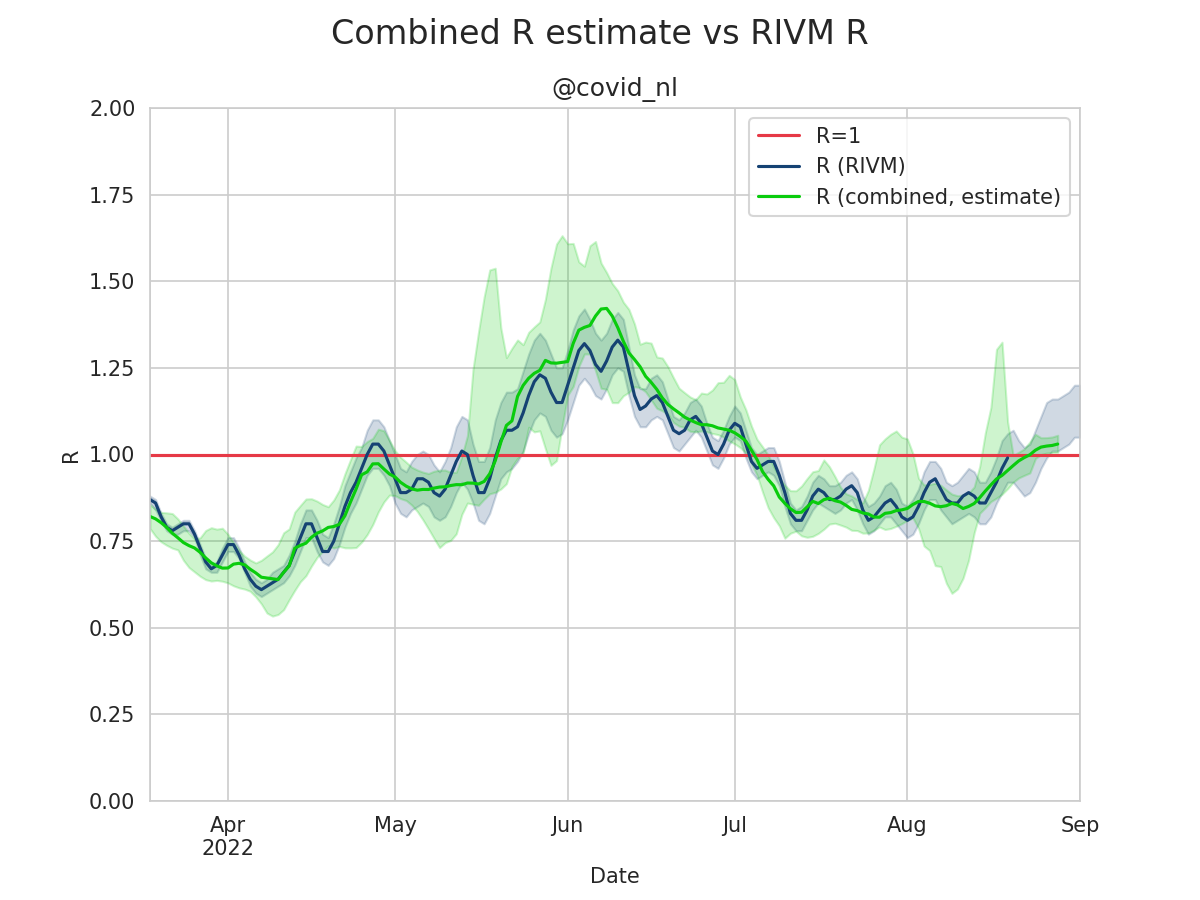 Combined R estimate vs RIVM R
@covid_nl
2.00
1.75
1.50
1.25
1.00
0.75
0.50
0.25
0.00
R
R=1
R (RIVM)
R (combined, estimate)
Apr
2022
May
Jun
Jul
Aug
Sep
Date